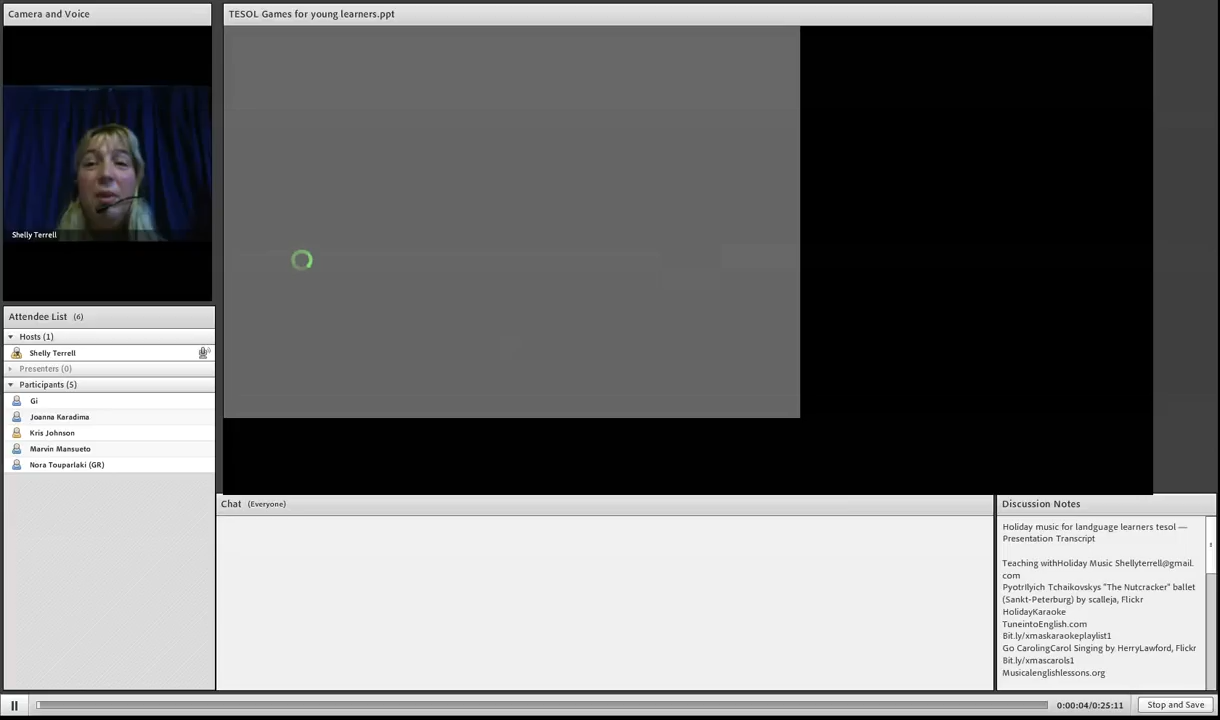 Camera and Voice
TESOL Games for young learners.ppt
Shelly Terrell
Attendee List (6)
Hosts (1)
Shelly Terrell
Presenters (0)
Participants (5)
Gi
Joanna Karadima
Kris Johnson
Marvin Mansueto
Nora Touparlaki (GR)
Chat (Everyone)
Discussion Notes
Holiday music for landguage learners tesol —
Presentation Transcript
Teaching withHoliday Music Shellyterrell@gmail.
com
PyotrIlyich Tchaikovskys "The Nutcracker" ballet
(Sankt-Peterburg) by scalleja, Flickr
HolidayKaraoke
TuneintoEnglish.com
Bit.ly/xmaskaraokeplaylist1
Go CarolingCarol Singing by HerryLawford, Flickr
Bit.ly/xmascarols1
Musicalenglishlessons.org
0:00:04/0:25:11
Stop and Save